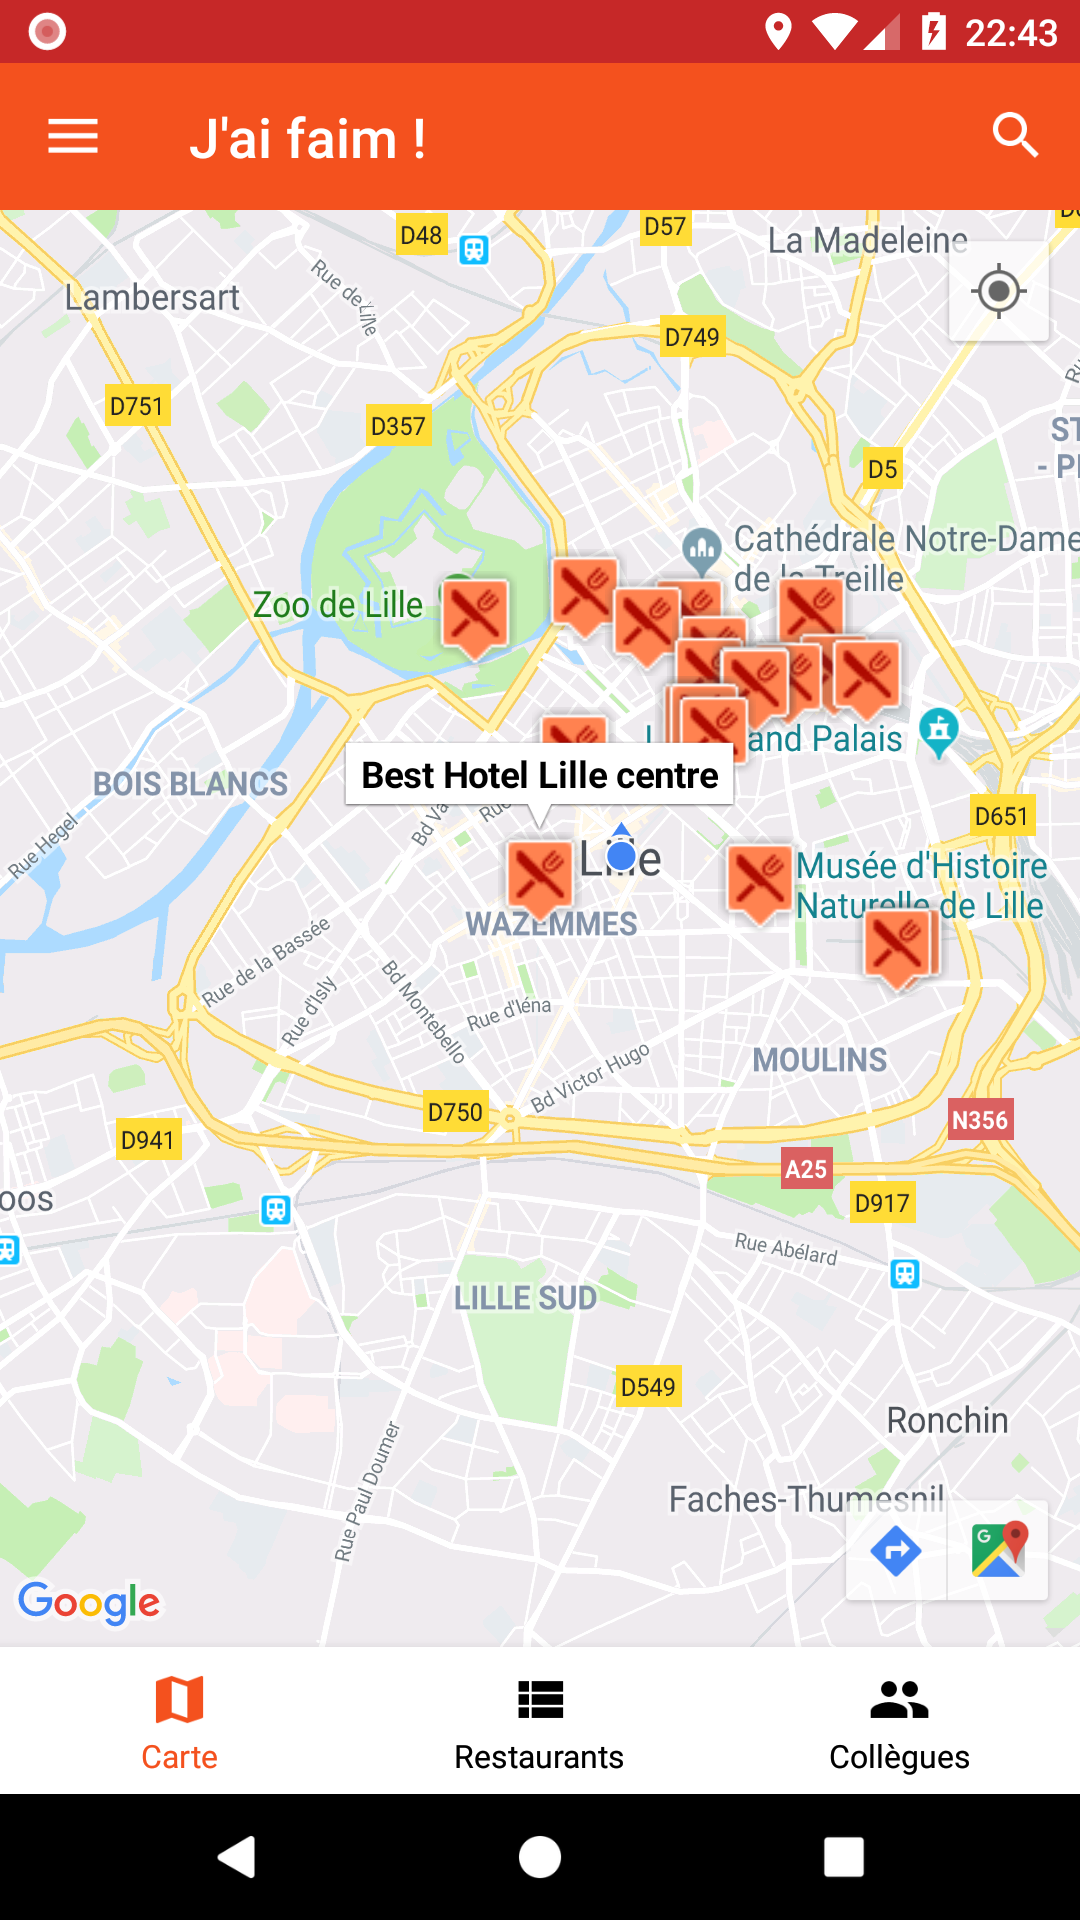 22:43
J'ai faim !
D48
D57
La Madeleine
Lambersart
Rue de Lille
D749
D751
D357
D5
Cathédrale Notre-Dame
de la Treille
Zoo de Lille
and Palais
BOIS BLANCS
Best Hotel Lille centre
Rue Hegel
D651
Lille
Musée d'Histoire
Naturelle de Lille
WAZEMMES
Rue de la Bassée
Rue d'Isly
Bd Montebello
Rue d'Iéna
Bd Victor Hugo
MOULINS
D750
N356
D941
A25
D917
oos
Rue Abélard
LILLE SUD
D549
Rue Paul Doumer
Ronchin
Faches-Thumesnil
G
Google
Carte
Restaurants
Collègues